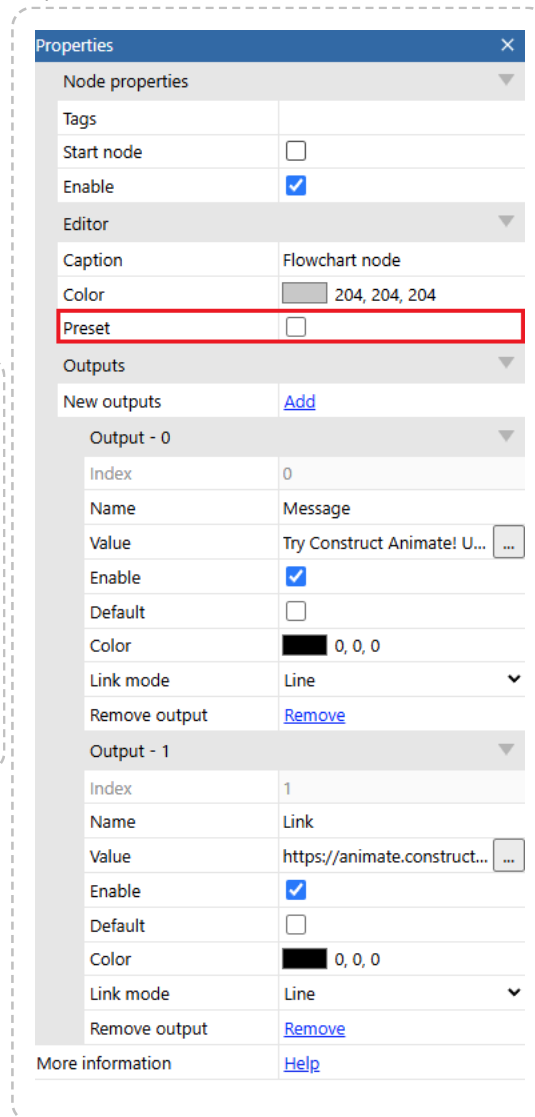 Properties ×
Node properties
Tags
Start node
Enable
Editor
Caption Flowchart node
Color 204, 204, 204
Preset
Outputs
New outputs Add
Output - 0
Index 0
Name Message
Value Try Construct Animate! U... ...
Enable
Default
Color 0, 0, 0
Link mode Line
Remove output Remove
Output - 1
Index 1
Name Link
Value https://animate.construct... ...
Enable
Default
Color 0, 0, 0
Link mode Line
Remove output Remove
More information Help